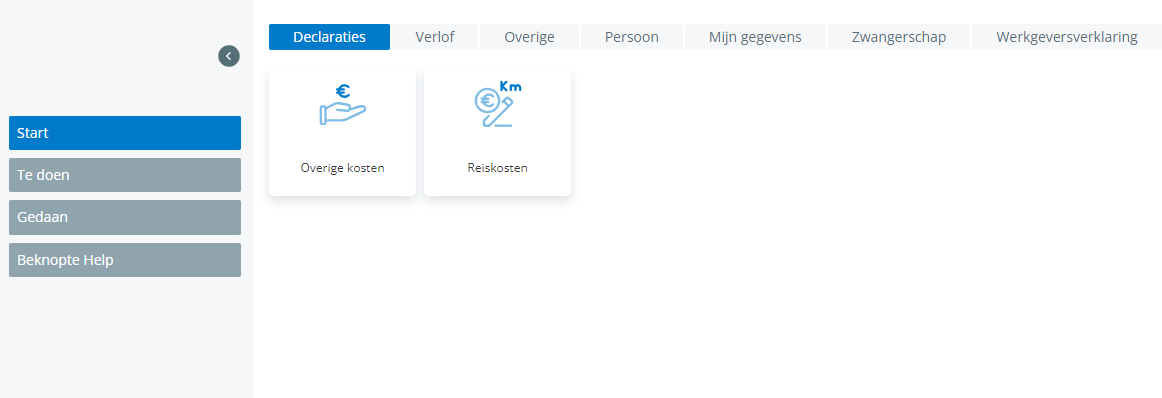 Declaraties Verlof Overige Persoon Mijn gegevens Zwangerschap Werkgeversverklaring
Start
Te doen
Gedaan
Beknopte Help
€
€ Km
Overige kosten Reiskosten